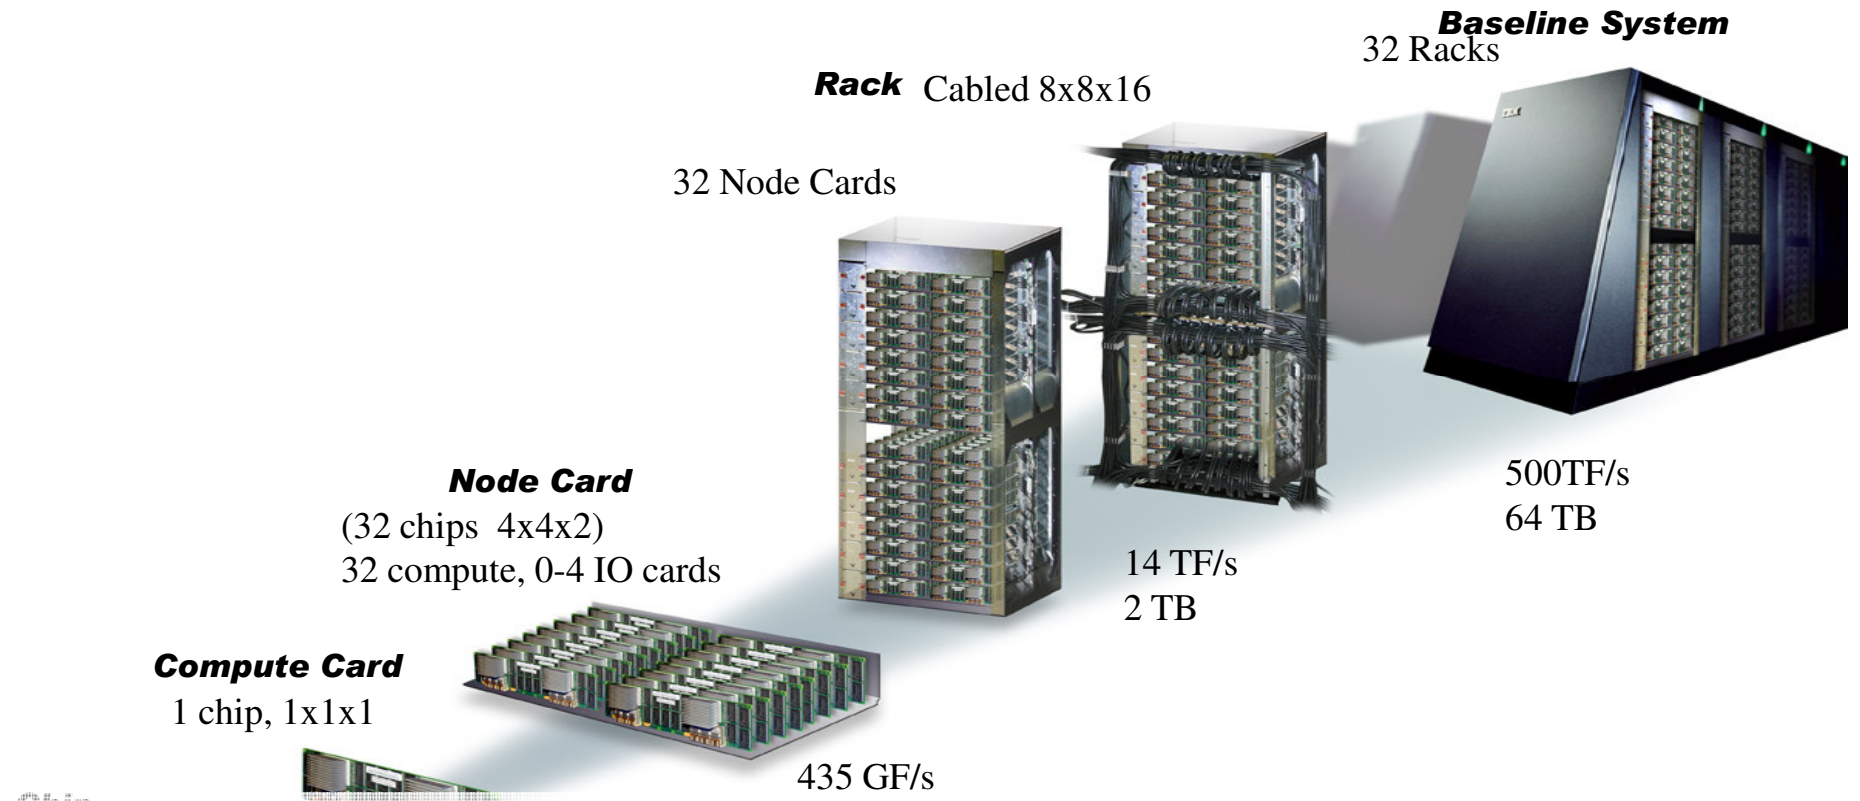 Baseline System
32 Racks
Rack Cabled 8x8x16
IBM
32 Node Cards
500TF/s
64 TB
Node Card
(32 chips 4x4x2)
32 compute, 0-4 IO cards
14 TF/s
2 TB
Compute Card
1 chip, 1x1x1
435 GF/s